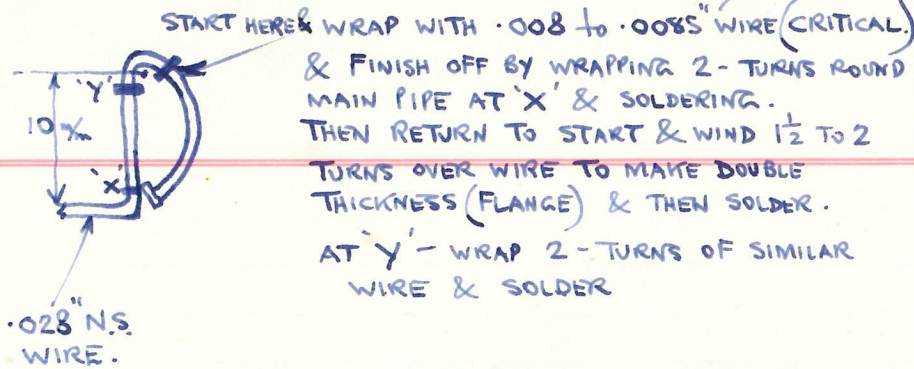 START HERE & WRAP WITH .008 to .0085" WIRE (CRITICAL.)
& FINISH OFF BY WRAPPING 2-TURNS ROUND
MAIN PIPE AT 'X' & SOLDERING.
THEN RETURN TO START & WIND 1½ TO 2
TURNS OVER WIRE TO MAKE DOUBLE
THICKNESS (FLANGE) & THEN SOLDER.
AT 'Y' - WRAP 2-TURNS OF SIMILAR
WIRE & SOLDER
'Y'
10 m/m
'X'
.028" N.S.
WIRE.